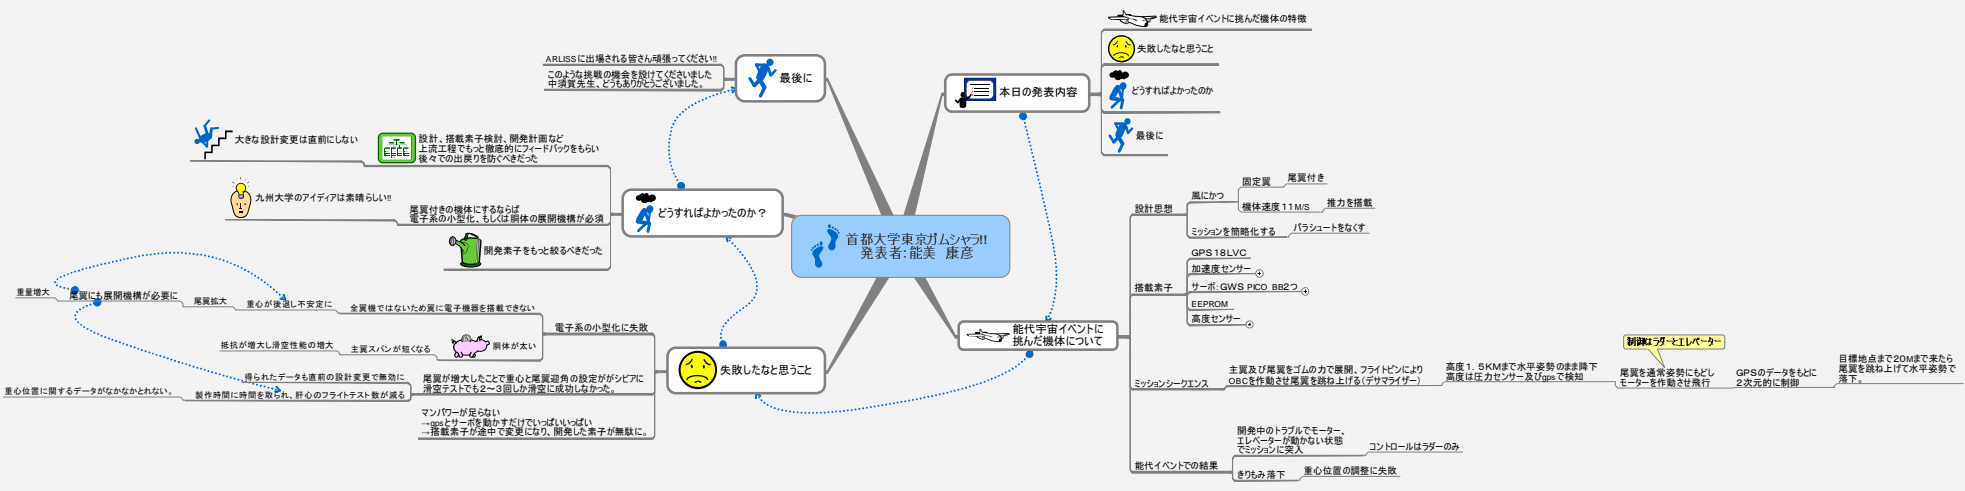 首都大学東京ガムシャラ!!
発表者:能美 康彦
本日の発表内容
能代宇宙イベントに挑んだ機体の特徴
失敗したなと思うこと
どうすればよかったのか
最後に
能代宇宙イベントに
挑んだ機体について
設計思想
風にかつ
固定翼
尾翼付き
機体速度11M/S
推力を搭載
ミッションを簡略化する
パラシュートをなくす
搭載素子
GPS18LVC
加速度センサー
サーボ:GWS PICO BB2つ
EEPROM
高度センサー
ミッションシークエンス
主翼及び尾翼をゴムの力で展開、フライトピンにより
OBCを作動させ尾翼を跳ね上げる(デサマライザー)
高度1.5KMまで水平姿勢のまま降下
高度は圧力センサー及びgpsで検知
制御はラダーとエレベーター
尾翼を通常姿勢にもどし
モーターを作動させ飛行
GPSのデータをもとに
2次元的に制御
目標地点まで20Mまで来たら
尾翼を跳ね上げて水平姿勢で
落下。
能代イベントでの結果
開発中のトラブルでモーター、
エレベーターが動かない状態
でミッションに突入
コントロールはラダーのみ
きりもみ落下
重心位置の調整に失敗
失敗したなと思うこと
電子系の小型化に失敗
全翼機ではないため翼に電子機器を搭載できない
重心が後退し不安定に
尾翼拡大
尾翼にも展開機構が必要に
重量増大
胴体が太い
主翼スパンが短くなる
抵抗が増大し滑空性能の増大
尾翼が増大したことで重心と尾翼迎角の設定ががシビアに
滑空テストでも2~3回しか滑空に成功しなかった。
得られたデータも直前の設計変更で無効に
製作時間に時間を取られ、肝心のフライトテスト数が減る
重心位置に関するデータがなかなかとれない。
マンパワーが足らない
→gpsとサーボを動かすだけでいっぱいいっぱい
→搭載素子が途中で変更になり、開発した素子が無駄に。
どうすればよかったのか?
設計、搭載素子検討、開発計画など
上流工程でもっと徹底的にフィードバックをもらい
後々での出戻りを防ぐべきだった
大きな設計変更は直前にしない
尾翼付きの機体にするならば
電子系の小型化、もしくは胴体の展開機構が必須
九州大学のアイディアは素晴らしい!!
開発素子をもっと絞るべきだった
最後に
ARLISSに出場される皆さん頑張ってください!!
このような挑戦の機会を設けてくださいました
中須賀先生、どうもありがとうございました。